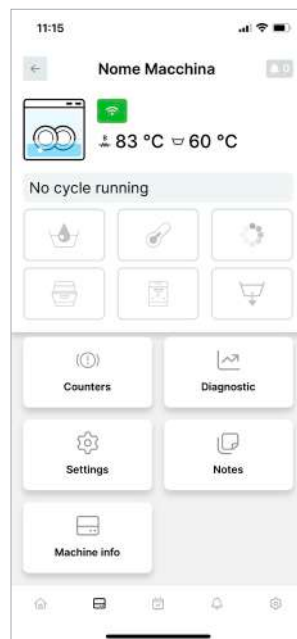 11:15
Nome Macchina
0
83 °C 60 °C
No cycle running
Counters
Diagnostic
Settings
Notes
Machine info